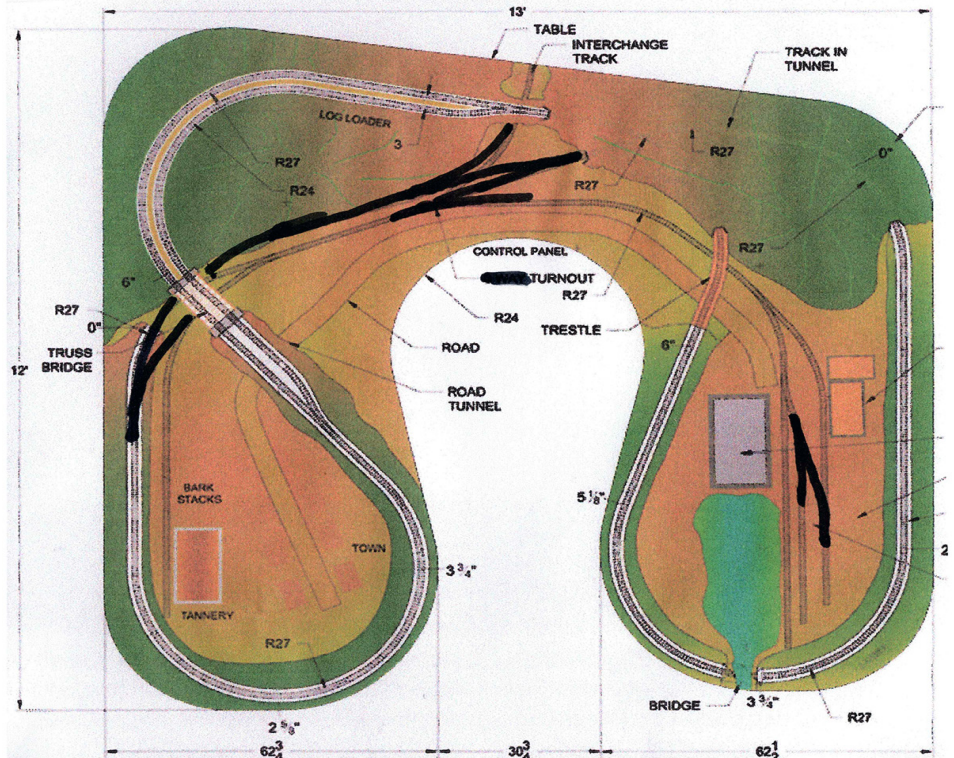 13'
TABLE
INTERCHANGE
TRACK
TRACK IN
TUNNEL
LOG LOADER
3
R27
R27
0"
R27
R24
R27
R27
CONTROL PANEL
6"
TURNOUT
R27
R27
R24
TRESTLE
0"
ROAD
6"
TRUSS
BRIDGE
12'
ROAD
TUNNEL
BARK
STACKS
5 1/8"
TOWN
2
3 3/4"
TANNERY
R27
BRIDGE
3 3/4"
R27
2 5/8"
62 3/4
30 3/4
62 1/2